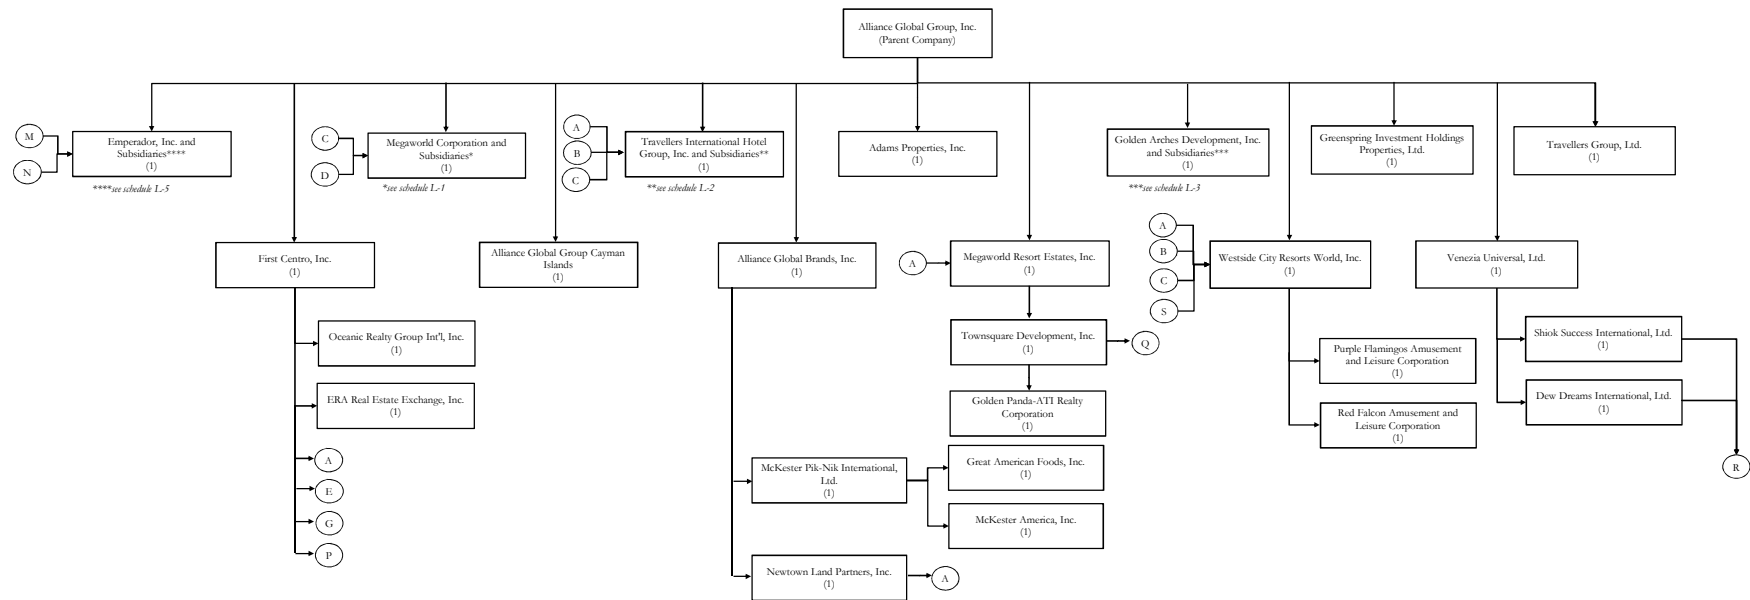 Alliance Global Group, Inc.
(Parent Company)
M
N
Emperador, Inc. and
Subsidiaries****
(1)
****see schedule L-5
C
D
Megaworld Corporation and
Subsidiaries*
(1)
*see schedule L-1
A
B
C
Travellers International Hotel
Group, Inc. and Subsidiaries**
(1)
**see schedule L-2
Adams Properties, Inc.
(1)
Golden Arches Development, Inc.
and Subsidiaries***
(1)
***see schedule L-3
Greenspring Investment Holdings
Properties, Ltd.
(1)
Travellers Group, Ltd.
(1)
First Centro, Inc.
(1)
Alliance Global Group Cayman
Islands
(1)
Alliance Global Brands, Inc.
(1)
A
Megaworld Resort Estates, Inc.
(1)
A
B
C
S
Westside City Resorts World, Inc.
(1)
Venezia Universal, Ltd.
(1)
Oceanic Realty Group Int'l, Inc.
(1)
ERA Real Estate Exchange, Inc.
(1)
A
E
G
P
Townsquare Development, Inc.
(1)
Q
Golden Panda-ATI Realty
Corporation
(1)
Purple Flamingos Amusement
and Leisure Corporation
(1)
Red Falcon Amusement and
Leisure Corporation
(1)
Shiok Success International, Ltd.
(1)
Dew Dreams International, Ltd.
(1)
R
McKester Pik-Nik International,
Ltd.
(1)
Great American Foods, Inc.
(1)
McKester America, Inc.
(1)
Newtown Land Partners, Inc.
(1)
A